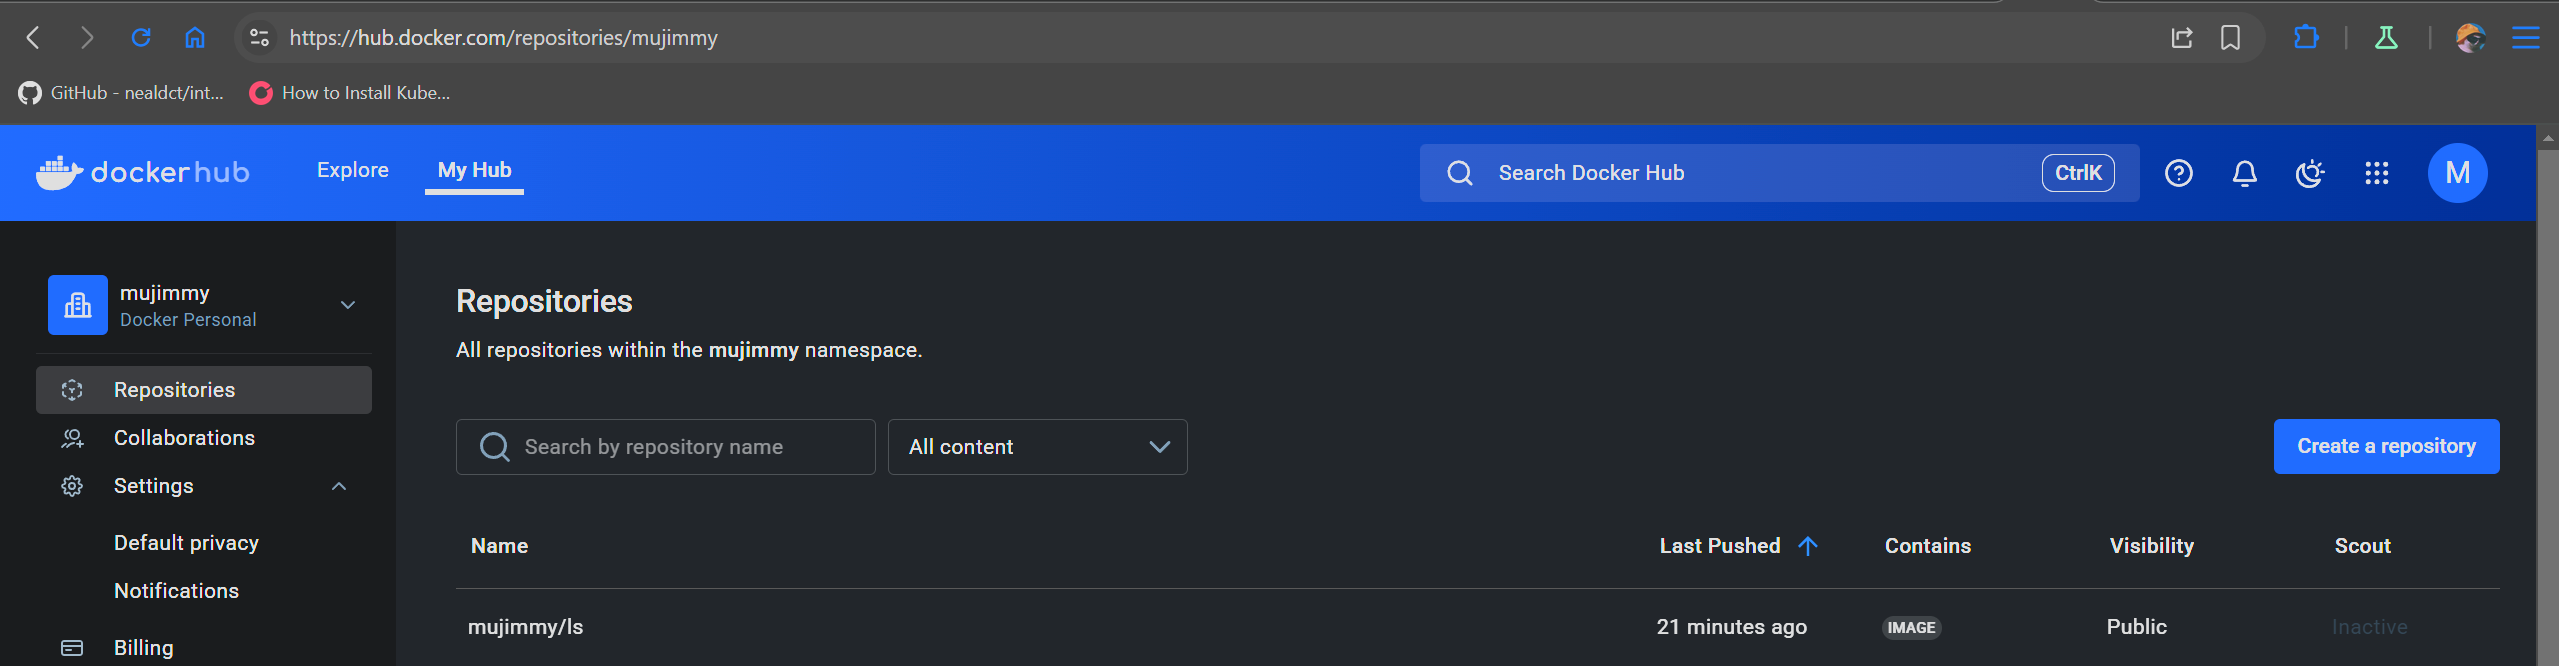 https://hub.docker.com/repositories/mujimmy
GitHub - nealdct/int... How to Install Kube...
dockerhub Explore My Hub Search Docker Hub CtrlK M
mujimmy
Docker Personal
Repositories
Collaborations
Settings
Default privacy
Notifications
Billing
Repositories
All repositories within the mujimmy namespace.
Search by repository name All content Create a repository
Name Last Pushed Contains Visibility Scout
mujimmy/ls 21 minutes ago IMAGE Public Inactive